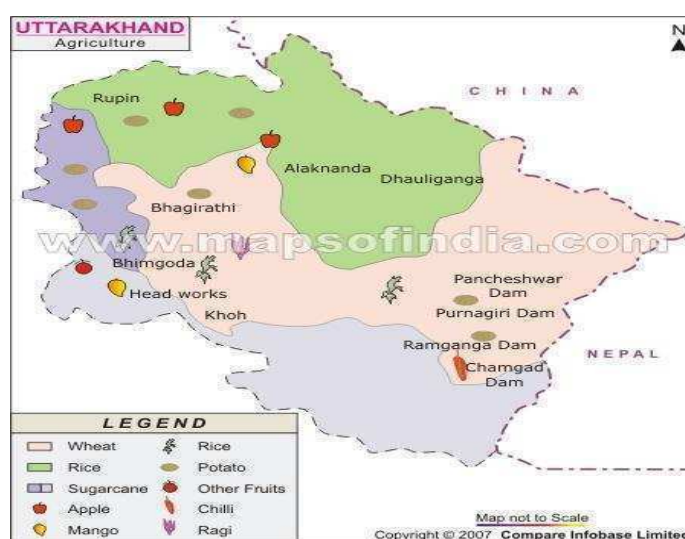 UTTARAKHAND
Agriculture
N
CHINA
Rupin
Alaknanda
Dhauliganga
Bhagirathi
www.mapsofindia.com
Bhimgoda
Head works
Khoh
Pancheshwar
Dam
Purnagiri Dam
Ramganga Dam
Chamgad
Dam
NEPAL
LEGEND
Wheat
Rice
Rice
Potato
Sugarcane
Other Fruits
Apple
Chilli
Mango
Ragi
Map not to Scale
Copyright © 2007 Compare Infobase Limited